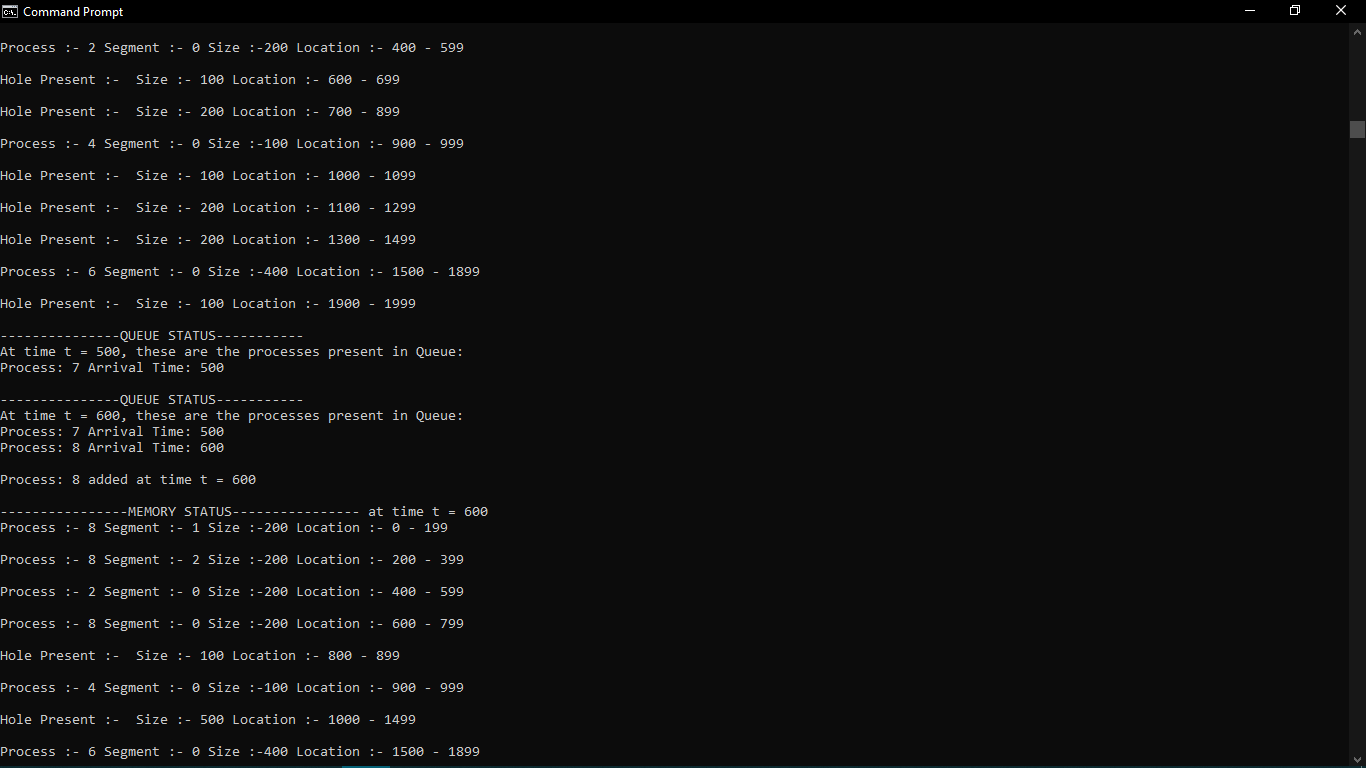 Command Prompt
Process :- 2 Segment :- 0 Size :-200 Location :- 400 - 599
Hole Present :-  Size :- 100 Location :- 600 - 699
Hole Present :-  Size :- 200 Location :- 700 - 899
Process :- 4 Segment :- 0 Size :-100 Location :- 900 - 999
Hole Present :-  Size :- 100 Location :- 1000 - 1099
Hole Present :-  Size :- 200 Location :- 1100 - 1299
Hole Present :-  Size :- 200 Location :- 1300 - 1499
Process :- 6 Segment :- 0 Size :-400 Location :- 1500 - 1899
Hole Present :-  Size :- 100 Location :- 1900 - 1999
---------------QUEUE STATUS-----------
At time t = 500, these are the processes present in Queue:
Process: 7 Arrival Time: 500
---------------QUEUE STATUS-----------
At time t = 600, these are the processes present in Queue:
Process: 7 Arrival Time: 500
Process: 8 Arrival Time: 600
Process: 8 added at time t = 600
----------------MEMORY STATUS---------------- at time t = 600
Process :- 8 Segment :- 1 Size :-200 Location :- 0 - 199
Process :- 8 Segment :- 2 Size :-200 Location :- 200 - 399
Process :- 2 Segment :- 0 Size :-200 Location :- 400 - 599
Process :- 8 Segment :- 0 Size :-200 Location :- 600 - 799
Hole Present :-  Size :- 100 Location :- 800 - 899
Process :- 4 Segment :- 0 Size :-100 Location :- 900 - 999
Hole Present :-  Size :- 500 Location :- 1000 - 1499
Process :- 6 Segment :- 0 Size :-400 Location :- 1500 - 1899